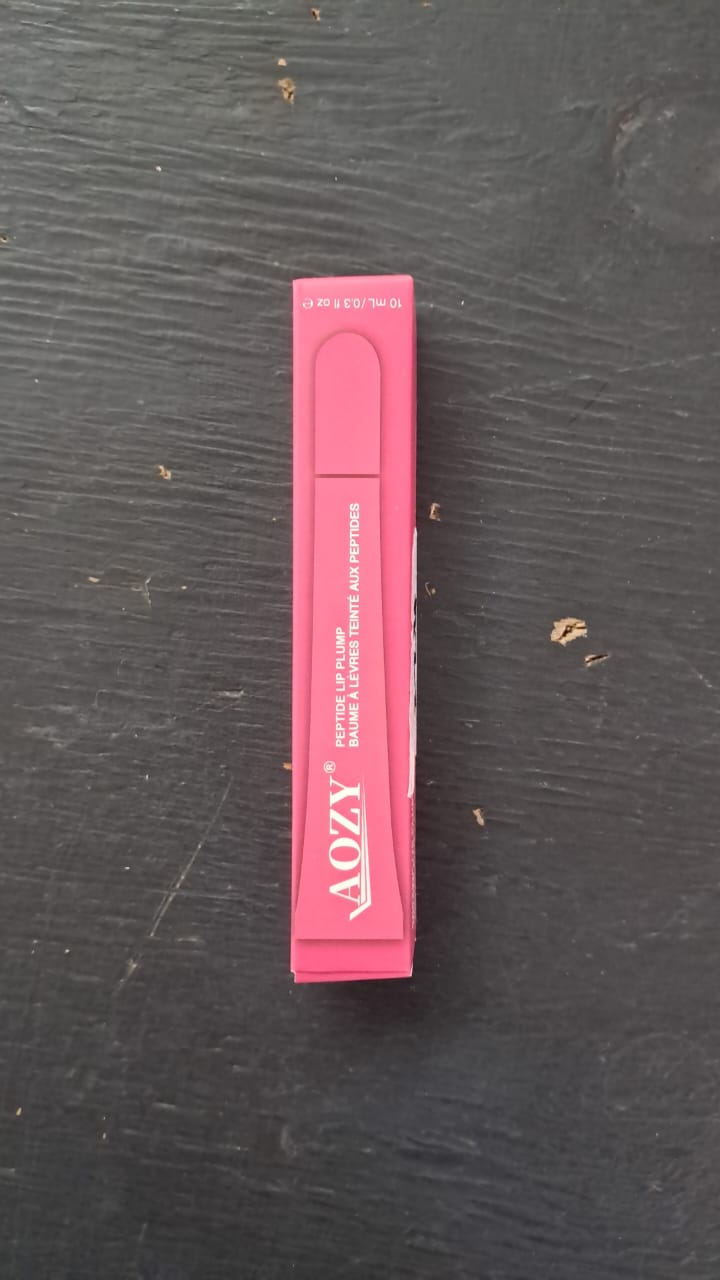 10 mL / 0.3 fl oz ℮
PEPTIDE LIP PLUMP
BAUME À LÈVRES TEINTÉ AUX PEPTIDES
AOZY®